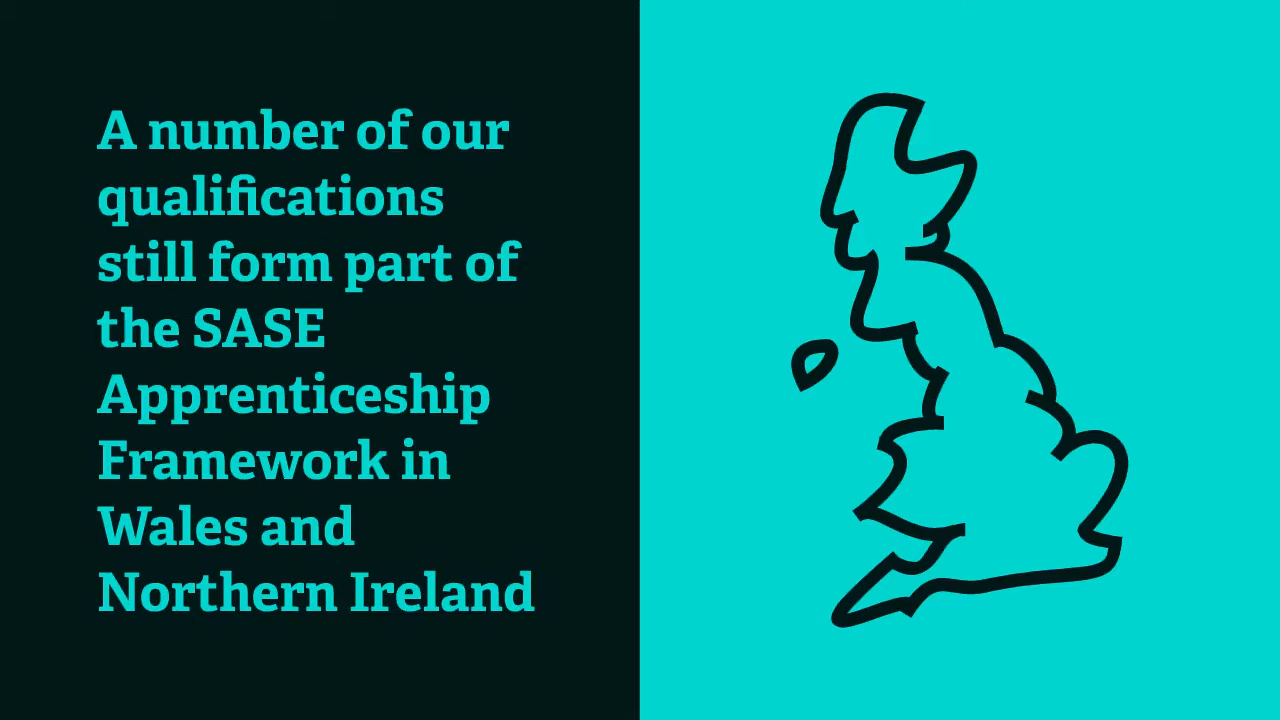 A number of our
qualifications
still form part of
the SASE
Apprenticeship
Framework in
Wales and
Northern Ireland